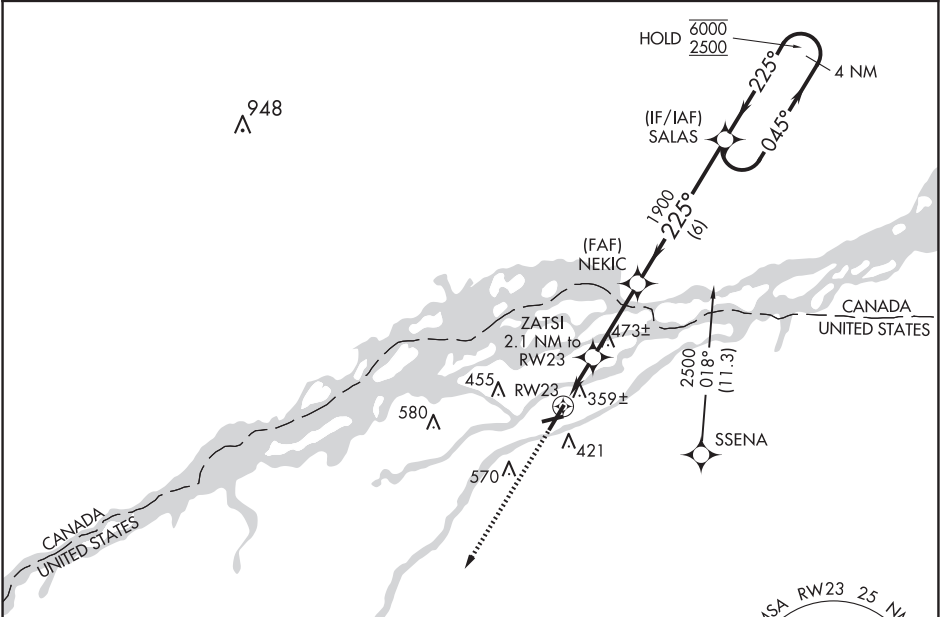 HOLD 6000
2500
225°
4 NM
045°
948
(IF/IAF)
SALAS
1900
225°
(6)
(FAF)
NEKIC
CANADA
UNITED STATES
ZATSI
2.1 NM to
RW23
473±
2500
018°
(11.3)
455
RW23
359±
580
421
SSENA
570
CANADA
UNITED STATES
RW23 25